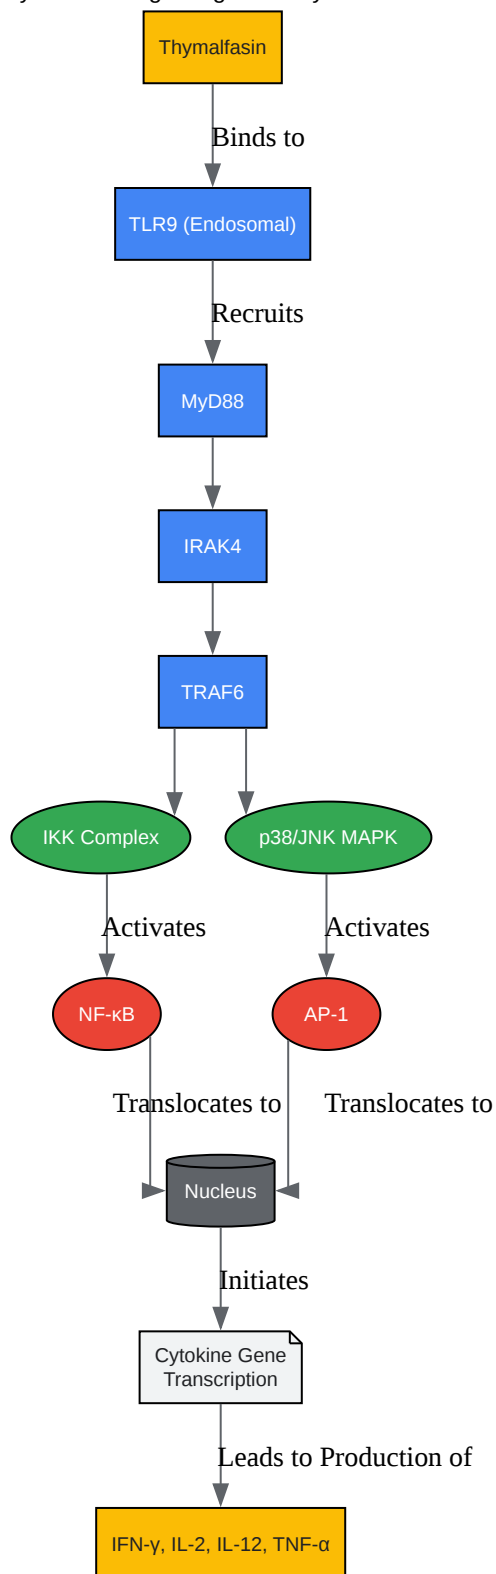 Thymalfasin
Binds to
TLR9 (Endosomal)
Recruits
MyD88
IRAK4
TRAF6
IKK Complex
p38/JNK MAPK
Activates
Activates
NF-κB
AP-1
Translocates to
Translocates to
Nucleus
Initiates
Cytokine Gene
Transcription
Leads to Production of
IFN-γ, IL-2, IL-12, TNF-α